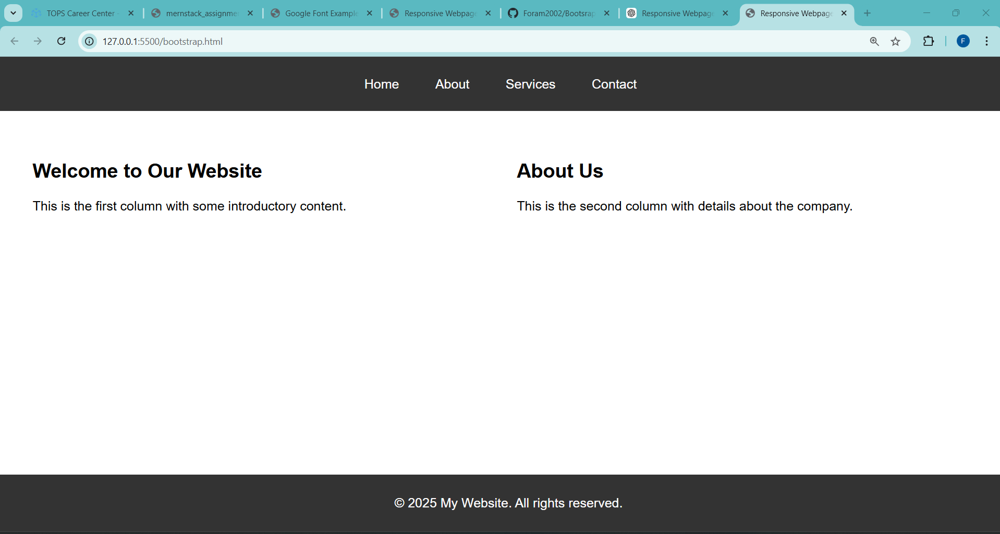 TOPS Career Center -
mernstack_assignmen
Google Font Example
Responsive Webpage
Foram2002/Bootsrap
Responsive Webpage
Responsive Webpage
127.0.0.1:5500/bootstrap.html
F
Home About Services Contact
Welcome to Our Website
This is the first column with some introductory content.
About Us
This is the second column with details about the company.
© 2025 My Website. All rights reserved.